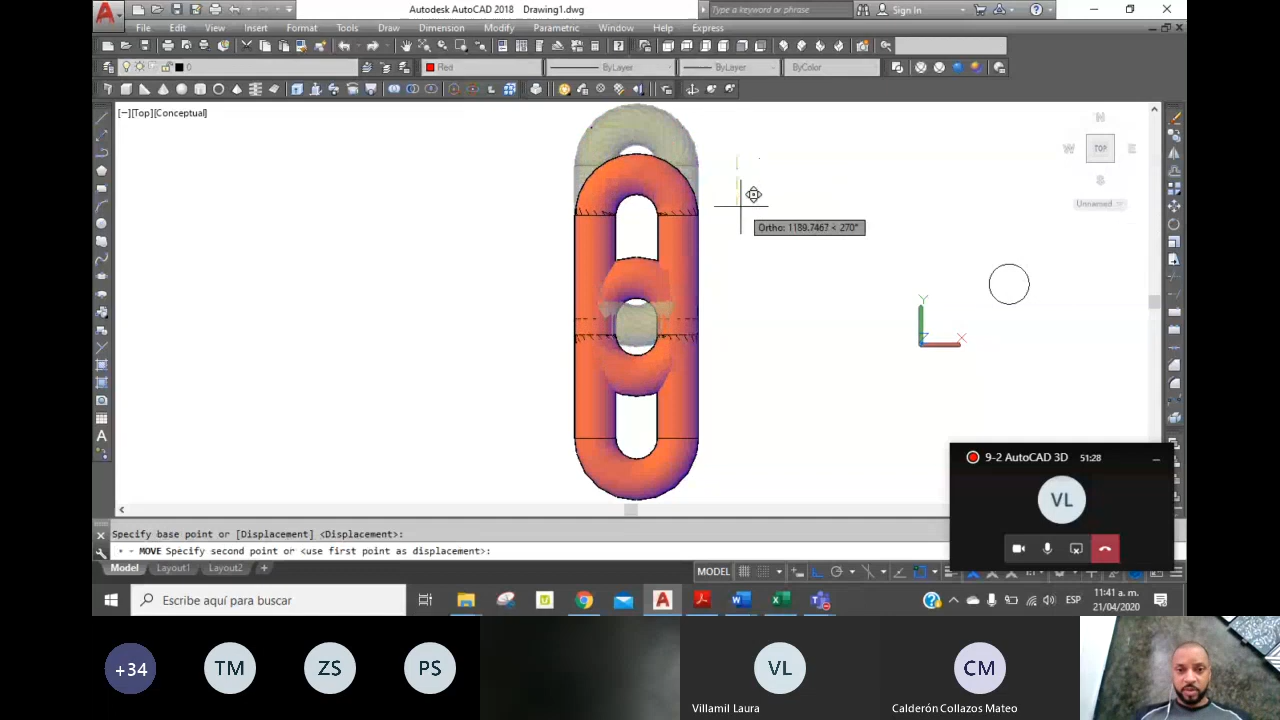 Autodesk AutoCAD 2018 Drawing1.dwg
Type a keyword or phrase
Sign In
File Edit View Insert Format Tools Draw Dimension Modify Parametric Window Help Express
0
Red
ByLayer
ByLayer
ByColor
[−][Top][Conceptual]
N
W TOP E
S
Unnamed
Ortho: 1189.7467 < 270°
Y
X
Z
9-2 AutoCAD 3D 51:28
VL
Specify base point or [Displacement] <Displacement>:
MOVE Specify second point or <use first point as displacement>:
Model Layout1 Layout2 +
MODEL
Escribe aquí para buscar
ESP
11:41 a. m.
21/04/2020
+34
TM
ZS
PS
VL
CM
Villamil Laura
Calderón Collazos Mateo